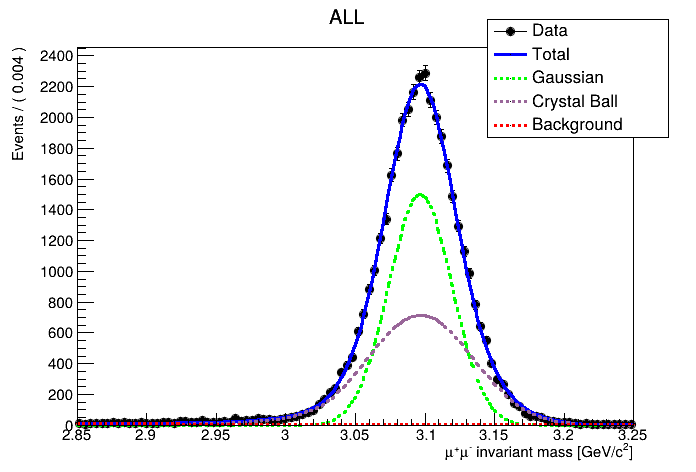 ALL
Data
Total
Gaussian
Crystal Ball
Background
Events / ( 0.004 )
2400
2200
2000
1800
1600
1400
1200
1000
800
600
400
200
0
2.85 2.9 2.95 3 3.05 3.1 3.15 3.2 3.25
μ⁺μ⁻ invariant mass [GeV/c²]